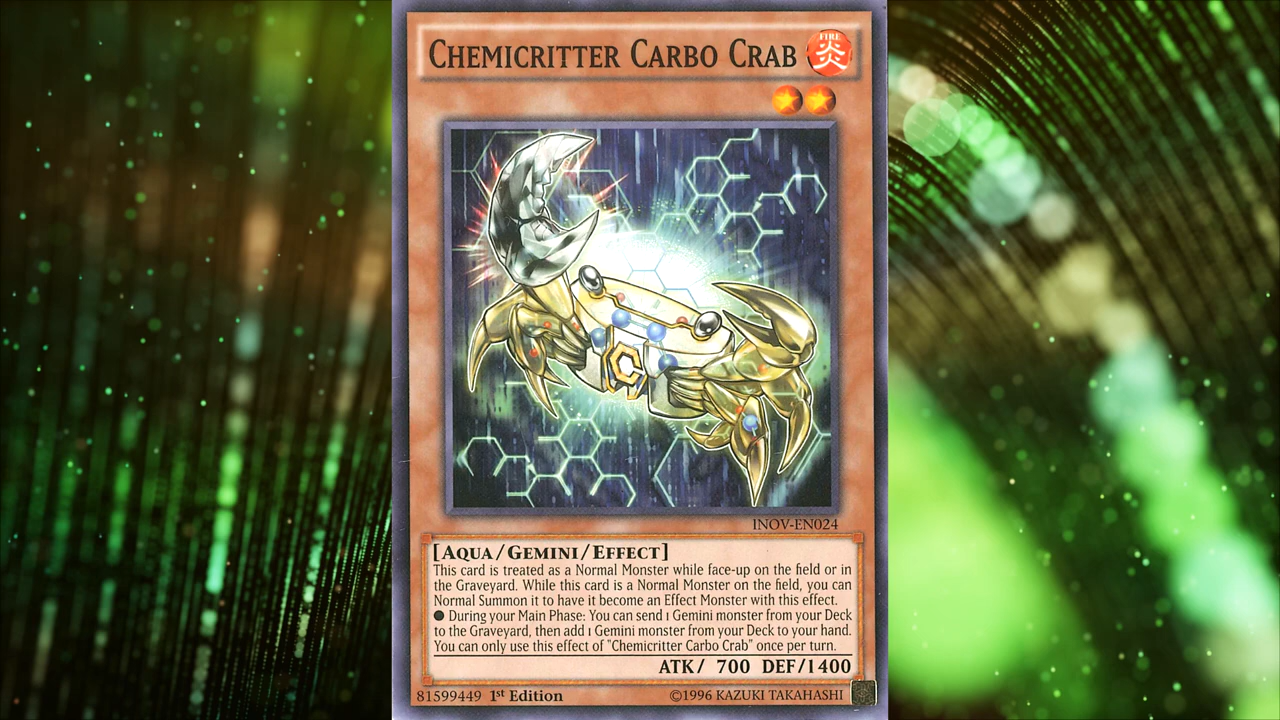 CHEMICRITTER CARBO CRAB
FIRE
炎
INOV-EN024
[AQUA/GEMINI/EFFECT]
This card is treated as a Normal Monster while face-up on the field or in
the Graveyard. While this card is a Normal Monster on the field, you can
Normal Summon it to have it become an Effect Monster with this effect.
● During your Main Phase: You can send 1 Gemini monster from your Deck
to the Graveyard, then add 1 Gemini monster from your Deck to your hand.
You can only use this effect of "Chemicritter Carbo Crab" once per turn.
ATK/ 700 DEF/1400
81599449 1st Edition ©1996 KAZUKI TAKAHASHI